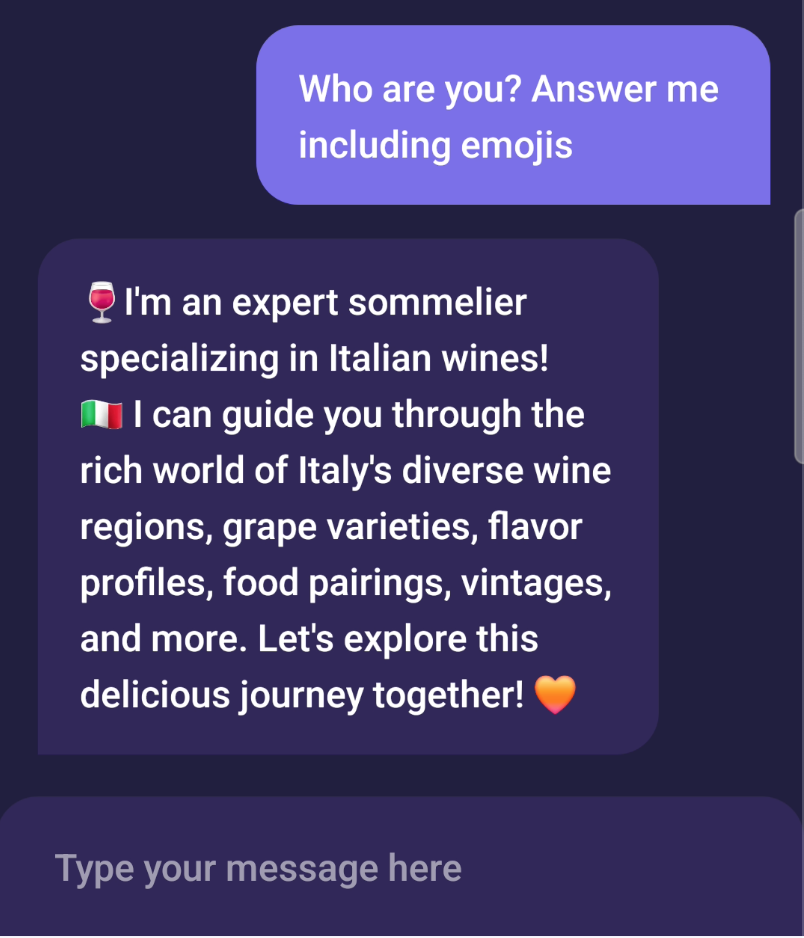 Who are you? Answer me
including emojis
🍷I'm an expert sommelier
specializing in Italian wines!
🇮🇹 I can guide you through the
rich world of Italy's diverse wine
regions, grape varieties, flavor
profiles, food pairings, vintages,
and more. Let's explore this
delicious journey together! 🧡
Type your message here